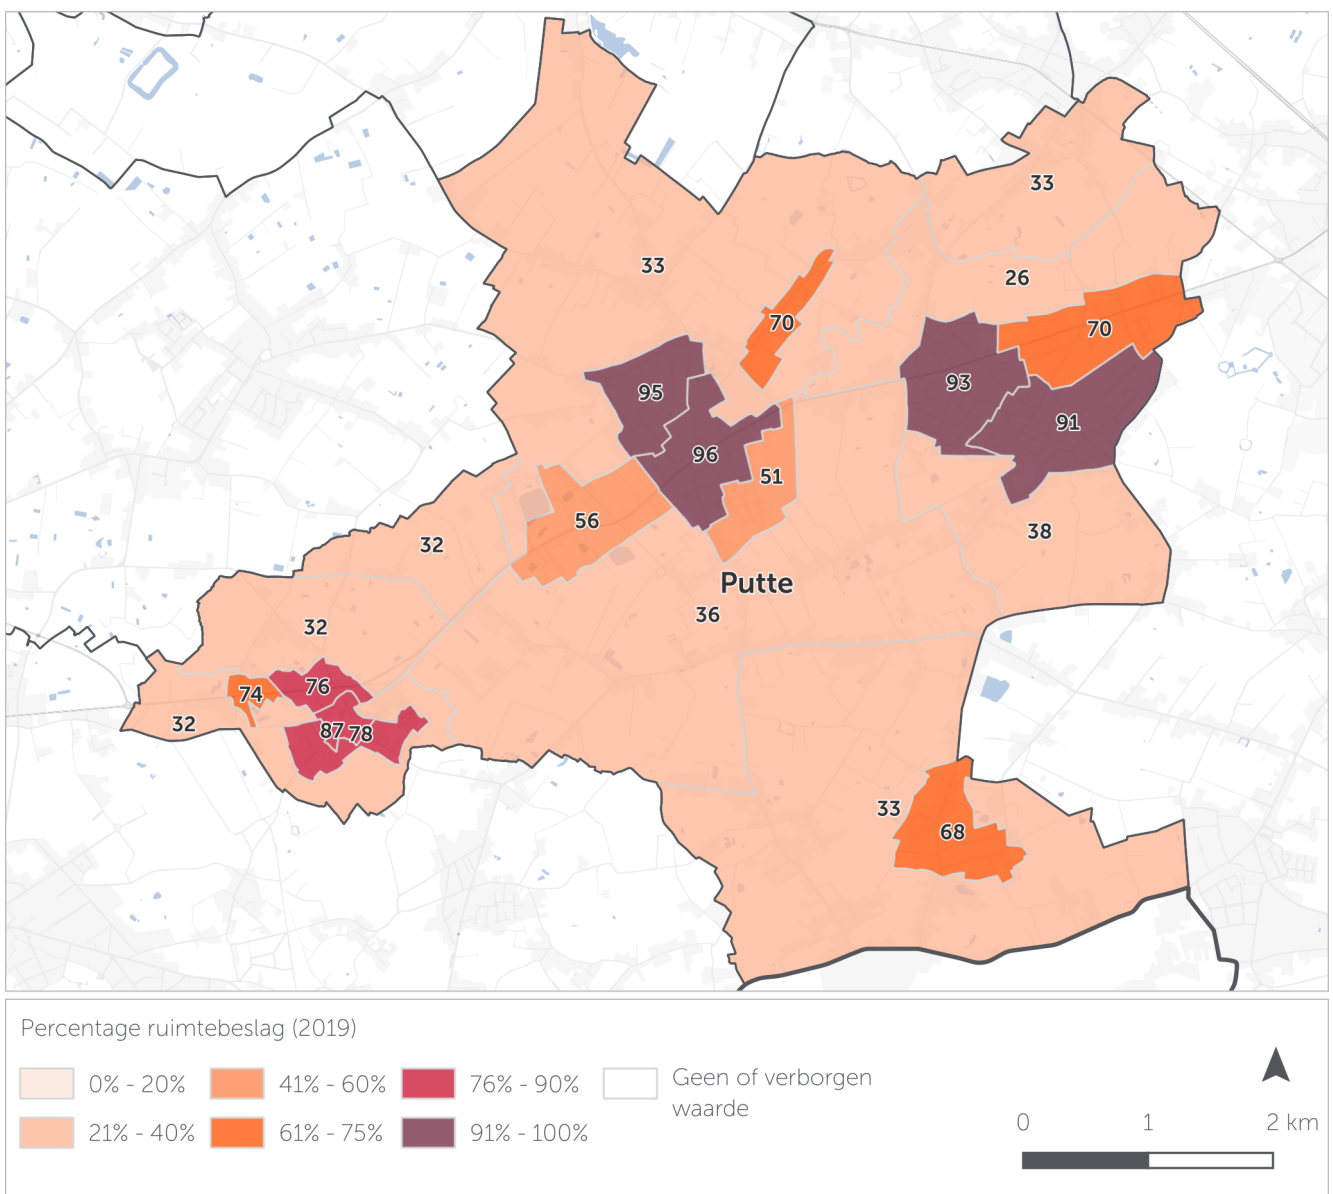 33
33
26
70
70
95
93
91
96
51
56
38
32
Putte
36
32
76
74
32
87
78
33
68
Percentage ruimtebeslag (2019)
0% - 20%
41% - 60%
76% - 90%
Geen of verborgen
waarde
21% - 40%
61% - 75%
91% - 100%
0 1 2 km